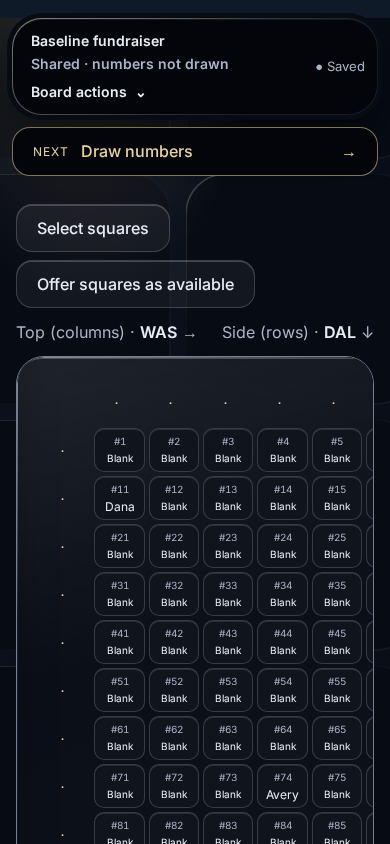 Baseline fundraiser
Shared · numbers not drawn
● Saved
Board actions ⌄
NEXT Draw numbers →
Select squares
Offer squares as available
Top (columns) · WAS → Side (rows) · DAL ↓
· · · · ·
#1 #2 #3 #4 #5
· Blank Blank Blank Blank Blank
#11 #12 #13 #14 #15
· Dana Blank Blank Blank Blank
#21 #22 #23 #24 #25
· Blank Blank Blank Blank Blank
#31 #32 #33 #34 #35
· Blank Blank Blank Blank Blank
#41 #42 #43 #44 #45
· Blank Blank Blank Blank Blank
#51 #52 #53 #54 #55
· Blank Blank Blank Blank Blank
#61 #62 #63 #64 #65
· Blank Blank Blank Blank Blank
#71 #72 #73 #74 #75
· Blank Blank Blank Avery Blank
#81 #82 #83 #84 #85
· Blank Blank Blank Blank Blank